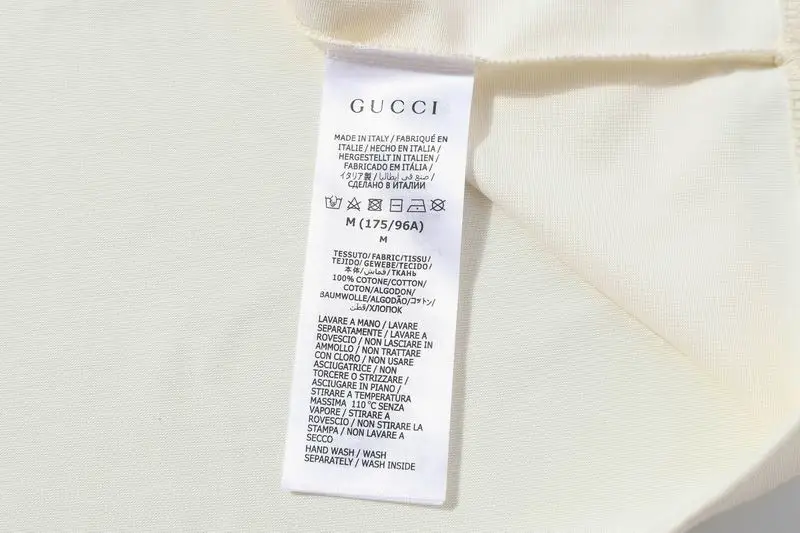 GUCCI
MADE IN ITALY / FABRIQUÉ EN
ITALIE / HECHO EN ITALIA /
HERGESTELLT IN ITALIEN /
FABRICADO EM ITÁLIA /
イタリア製 / صنع في إيطاليا /
СДЕЛАНО В ИТАЛИИ
M (175/96A)
M
TESSUTO/ FABRIC/TISSU/
TEJIDO/ GEWEBE/TECIDO/
本体/قماش/ ТКАНЬ
100% COTONE/COTTON/
COTON/ALGODON/
BAUMWOLLE/ALGODÃO/コットン/
قطن/ХЛОПОК
LAVARE A MANO / LAVARE
SEPARATAMENTE / LAVARE A
ROVESCIO / NON LASCIARE IN
AMMOLLO / NON TRATTARE
CON CLORO / NON USARE
ASCIUGATRICE / NON
TORCERE O STRIZZARE /
ASCIUGARE IN PIANO /
STIRARE A TEMPERATURA
MASSIMA 110 °C SENZA
VAPORE / STIRARE A
ROVESCIO / NON STIRARE LA
STAMPA / NON LAVARE A
SECCO
HAND WASH / WASH
SEPARATELY / WASH INSIDE